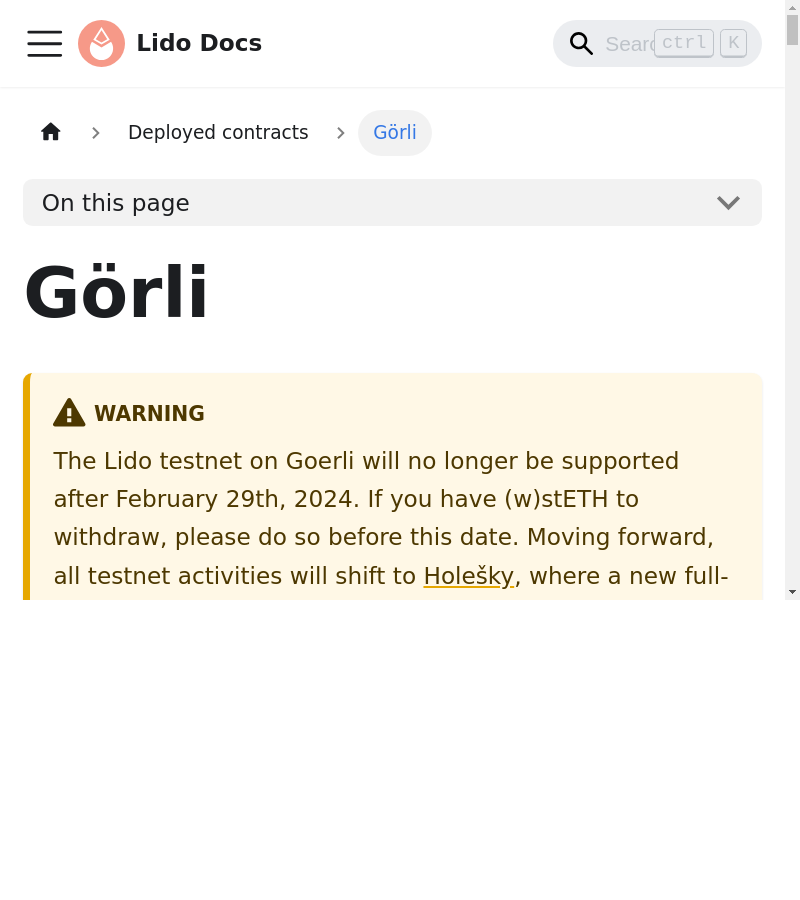 Lido Docs
ctrl K
Deployed contracts
Görli
On this page
Görli
WARNING
The Lido testnet on Goerli will no longer be supported
after February 29th, 2024. If you have (w)stETH to
withdraw, please do so before this date. Moving forward,
all testnet activities will shift to Holešky, where a new full-